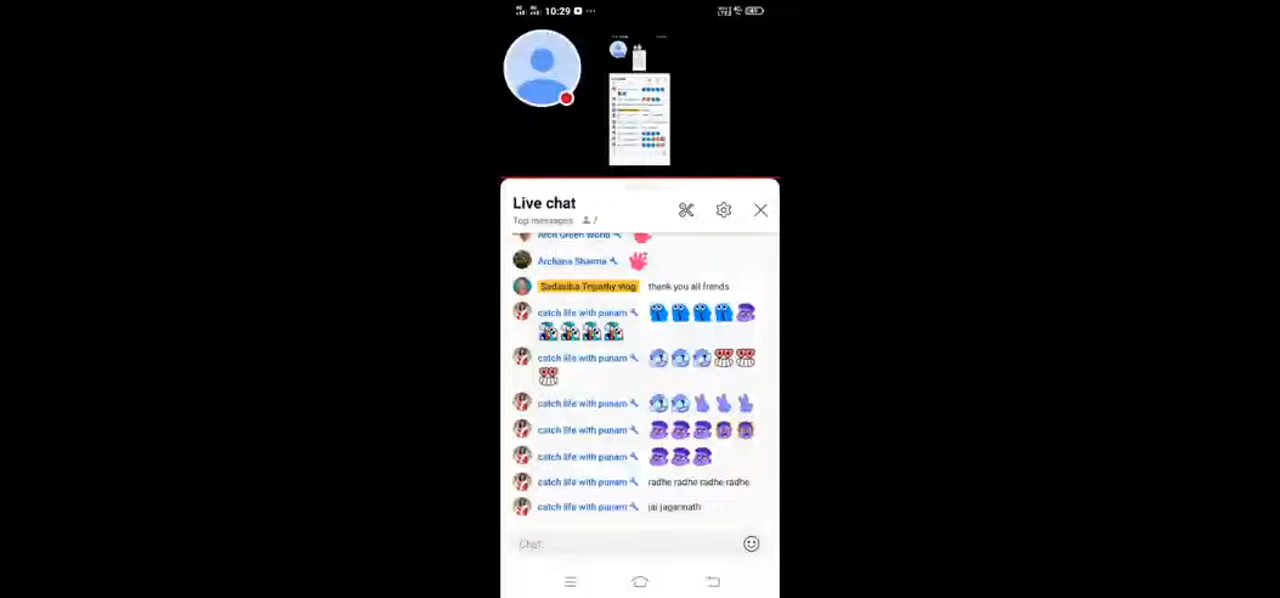 10:29
Live chat
Top messages 7
Arch Green World
Archana Sharma
Sadasiba Tripathy vlog thank you all frends
catch life with punam
catch life with punam
catch life with punam
catch life with punam
catch life with punam
catch life with punam radhe radhe radhe radhe
catch life with punam jai jagannath
Chat